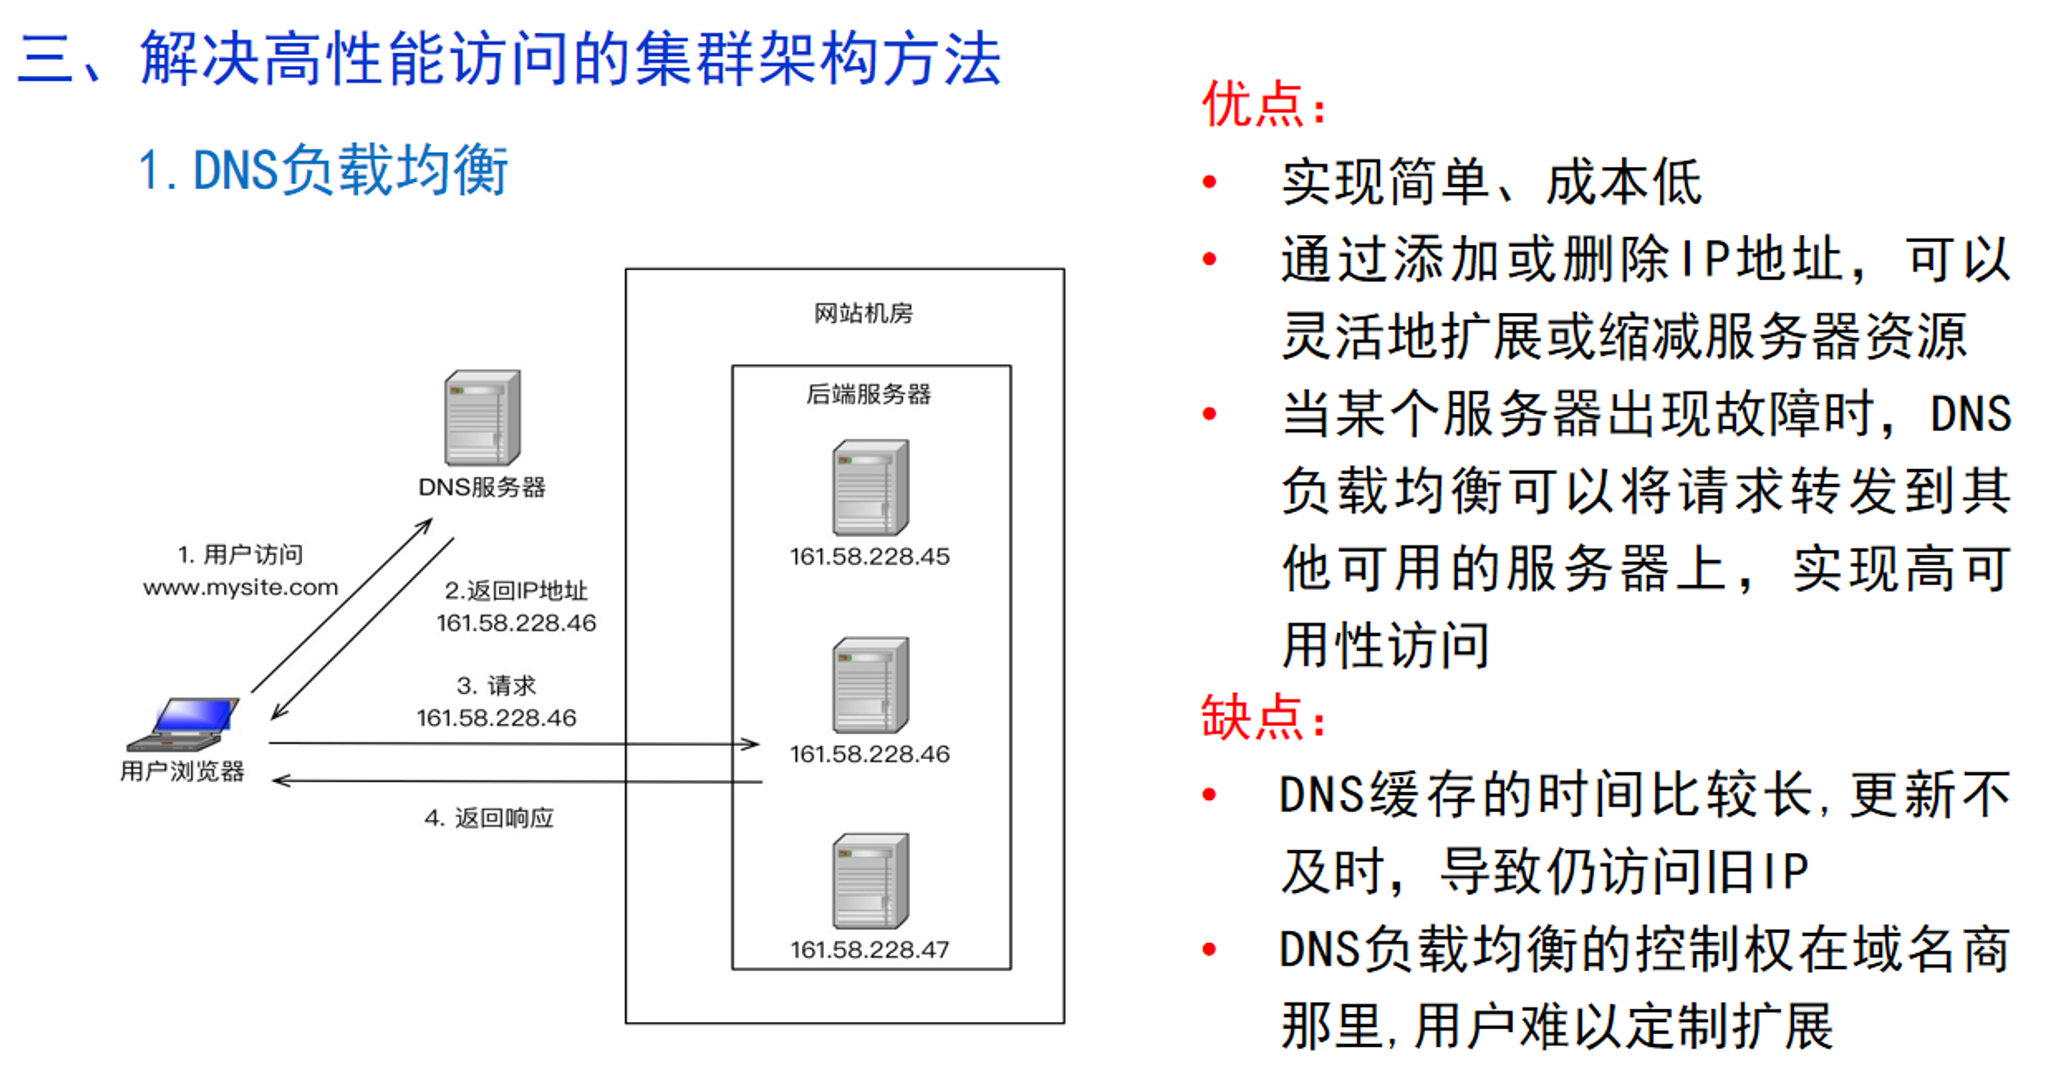 三、解决高性能访问的集群架构方法
1.DNS负载均衡
网站机房
后端服务器
DNS服务器
161.58.228.45
1. 用户访问
www.mysite.com
2.返回IP地址
161.58.228.46
3. 请求
161.58.228.46
161.58.228.46
用户浏览器
4. 返回响应
161.58.228.47
优点：
• 实现简单、成本低
• 通过添加或删除IP地址，可以
灵活地扩展或缩减服务器资源
• 当某个服务器出现故障时，DNS
负载均衡可以将请求转发到其
他可用的服务器上，实现高可
用性访问
缺点：
• DNS缓存的时间比较长,更新不
及时，导致仍访问旧IP
• DNS负载均衡的控制权在域名商
那里,用户难以定制扩展